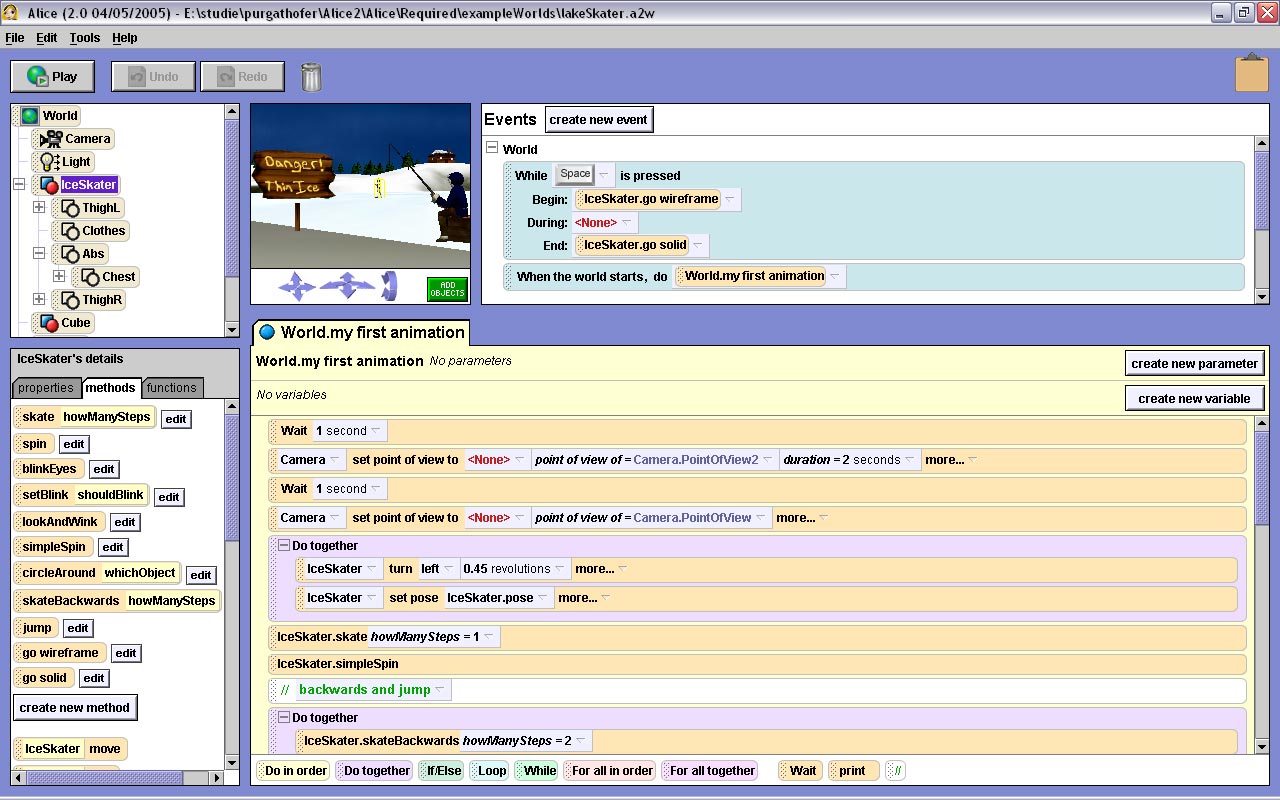 Alice (2.0 04/05/2005) - E:\studie\purgathofer\Alice2\Alice\Required\exampleWorlds\lakeSkater.a2w
File Edit Tools Help
Play Undo Redo
World
Camera
Light
IceSkater
ThighL
Clothes
Abs
Chest
ThighR
Cube
Danger!
Thin Ice
ADD
OBJECTS
Events create new event
World
While Space is pressed
Begin: IceSkater.go wireframe
During: <None>
End: IceSkater.go solid
When the world starts, do World.my first animation
IceSkater's details
properties methods functions
skate howManySteps edit
spin edit
blinkEyes edit
setBlink shouldBlink edit
lookAndWink edit
simpleSpin edit
circleAround whichObject edit
skateBackwards howManySteps
jump edit
go wireframe edit
go solid edit
create new method
IceSkater move
World.my first animation
World.my first animation No parameters create new parameter
No variables create new variable
Wait 1 second
Camera set point of view to <None> point of view of = Camera.PointOfView2 duration = 2 seconds more...
Wait 1 second
Camera set point of view to <None> point of view of = Camera.PointOfView more...
Do together
IceSkater turn left 0.45 revolutions more...
IceSkater set pose IceSkater.pose more...
IceSkater.skate howManySteps = 1
IceSkater.simpleSpin
// backwards and jump
Do together
IceSkater.skateBackwards howManySteps = 2
Do in order Do together If/Else Loop While For all in order For all together Wait print //